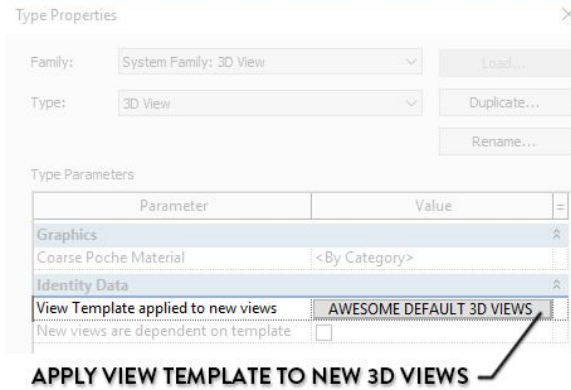 Type Properties
Family: System Family: 3D View Load...
Type: 3D View Duplicate...
Rename...
Type Parameters
Parameter Value =
Graphics
Coarse Poche Material <By Category>
Identity Data
View Template applied to new views AWESOME DEFAULT 3D VIEWS
New views are dependent on template
APPLY VIEW TEMPLATE TO NEW 3D VIEWS